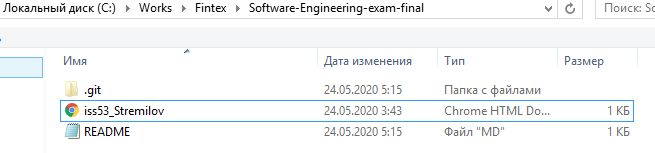 Локальный диск (C:) Works Fintex Software-Engineering-exam-final Поиск: So
Имя Дата изменения Тип Размер
.git 24.05.2020 5:15 Папка с файлами
iss53_Stremilov 24.05.2020 3:43 Chrome HTML Do... 1 КБ
README 24.05.2020 5:15 Файл "MD" 1 КБ